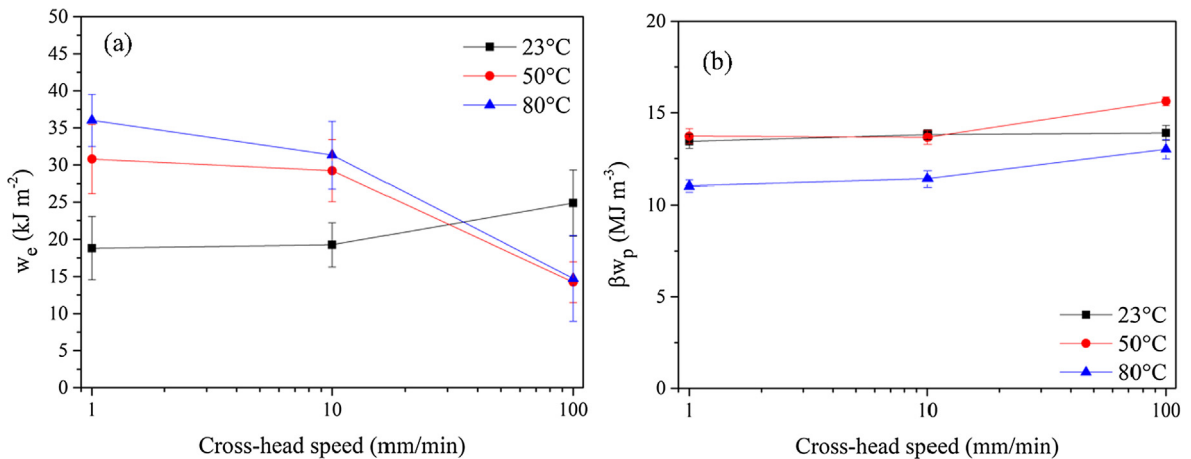 (a)
23°C
50°C
80°C
50
45
40
35
30
25
20
15
10
5
0
wₑ (kJ m⁻²)
1
10
100
Cross-head speed (mm/min)
(b)
20
15
10
5
0
βwₚ (MJ m⁻³)
23°C
50°C
80°C
1
10
100
Cross-head speed (mm/min)